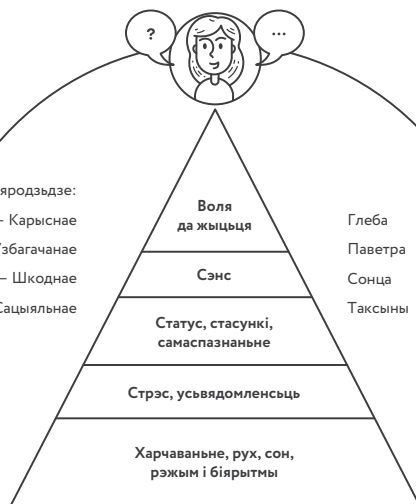 ?
...
Воля
да жыцьця
Сэнс
Статус, стасункі,
самаспазнаньне
Стрэс, усьвядомленсьць
Харчаваньне, рух, сон,
рэжым і біярытмы
– Карыснае
– Шкоднае
Глеба
Паветра
Сонца
Таксыны